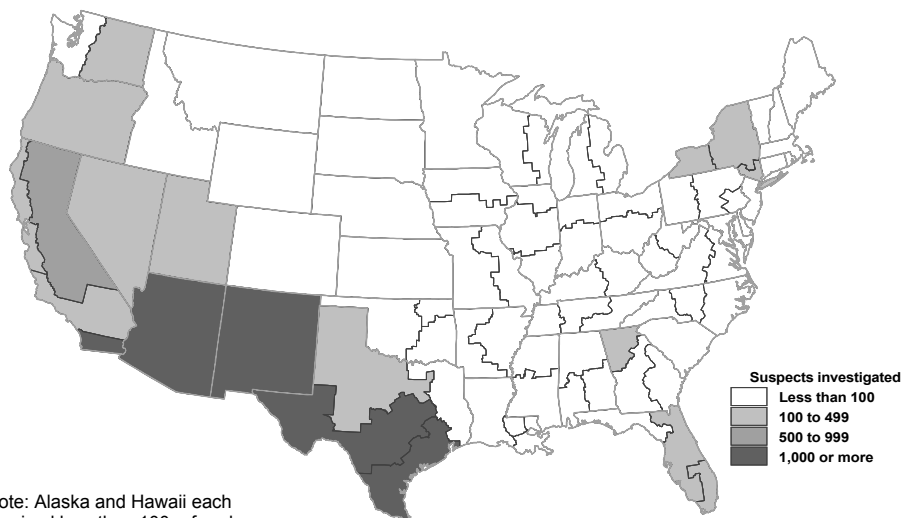 Suspects investigated
Less than 100
100 to 499
500 to 999
1,000 or more
ote: Alaska and Hawaii each